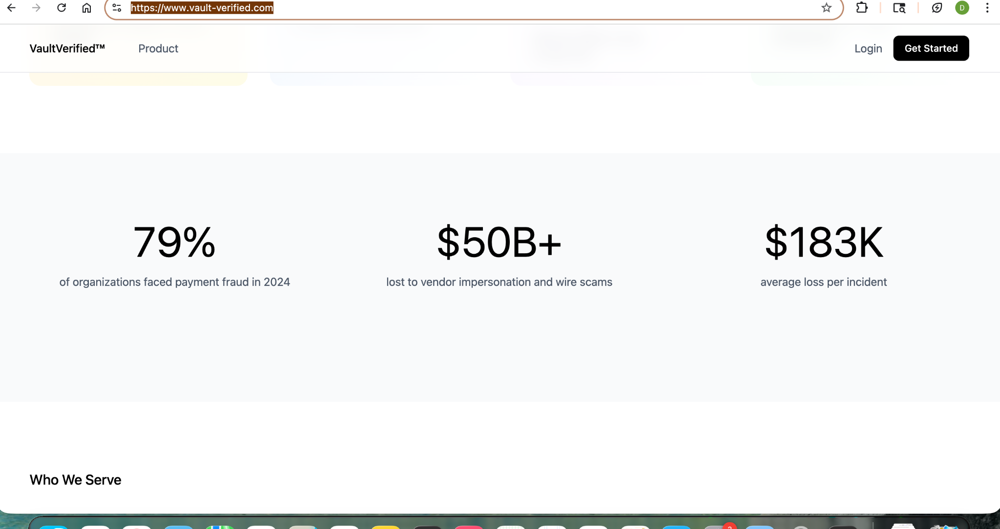 https://www.vault-verified.com
D
VaultVerified™
Product
Login
Get Started
79%
of organizations faced payment fraud in 2024
$50B+
lost to vendor impersonation and wire scams
$183K
average loss per incident
Who We Serve